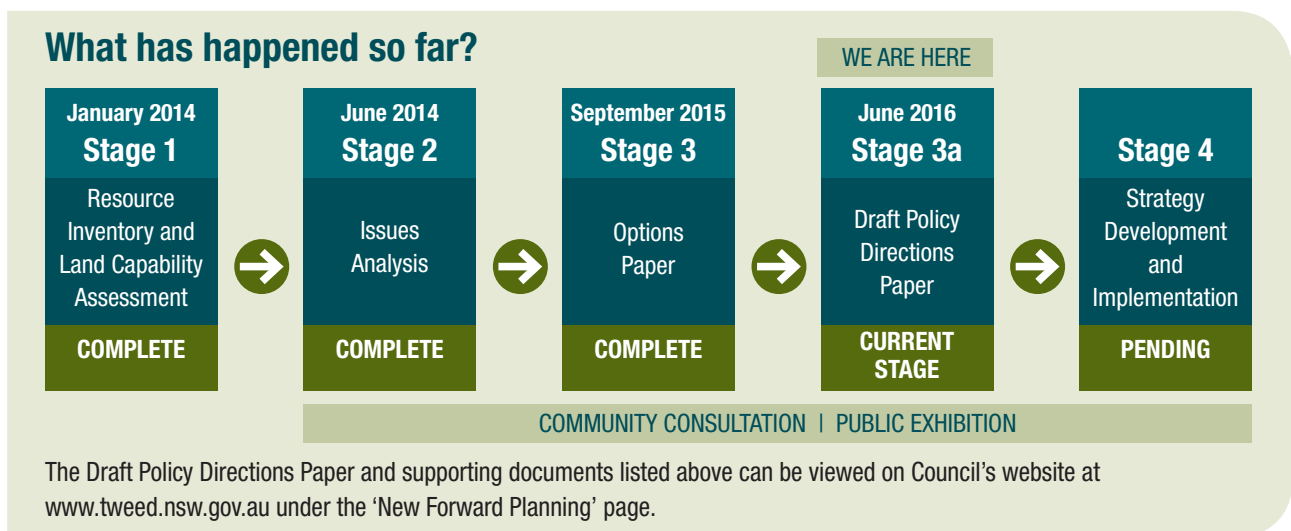 What has happened so far?
WE ARE HERE
January 2014
Stage 1
Resource
Inventory and
Land Capability
Assessment
COMPLETE
June 2014
Stage 2
Issues
Analysis
COMPLETE
September 2015
Stage 3
Options
Paper
COMPLETE
June 2016
Stage 3a
Draft Policy
Directions
Paper
CURRENT
STAGE
Stage 4
Strategy
Development
and
Implementation
PENDING
COMMUNITY CONSULTATION | PUBLIC EXHIBITION
The Draft Policy Directions Paper and supporting documents listed above can be viewed on Council’s website at
www.tweed.nsw.gov.au under the ‘New Forward Planning’ page.